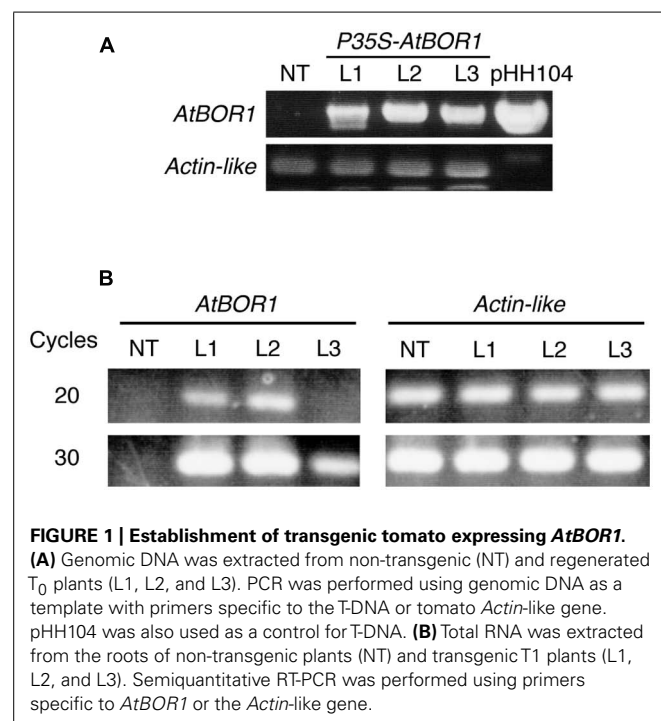 A
P35S-AtBOR1
NT L1 L2 L3 pHH104
AtBOR1
Actin-like
B
AtBOR1 Actin-like
Cycles NT L1 L2 L3 NT L1 L2 L3
20
30
FIGURE 1 | Establishment of transgenic tomato expressing AtBOR1.
(A) Genomic DNA was extracted from non-transgenic (NT) and regenerated
T0 plants (L1, L2, and L3). PCR was performed using genomic DNA as a
template with primers specific to the T-DNA or tomato Actin-like gene.
pHH104 was also used as a control for T-DNA. (B) Total RNA was extracted
from the roots of non-transgenic plants (NT) and transgenic T1 plants (L1,
L2, and L3). Semiquantitative RT-PCR was performed using primers
specific to AtBOR1 or the Actin-like gene.